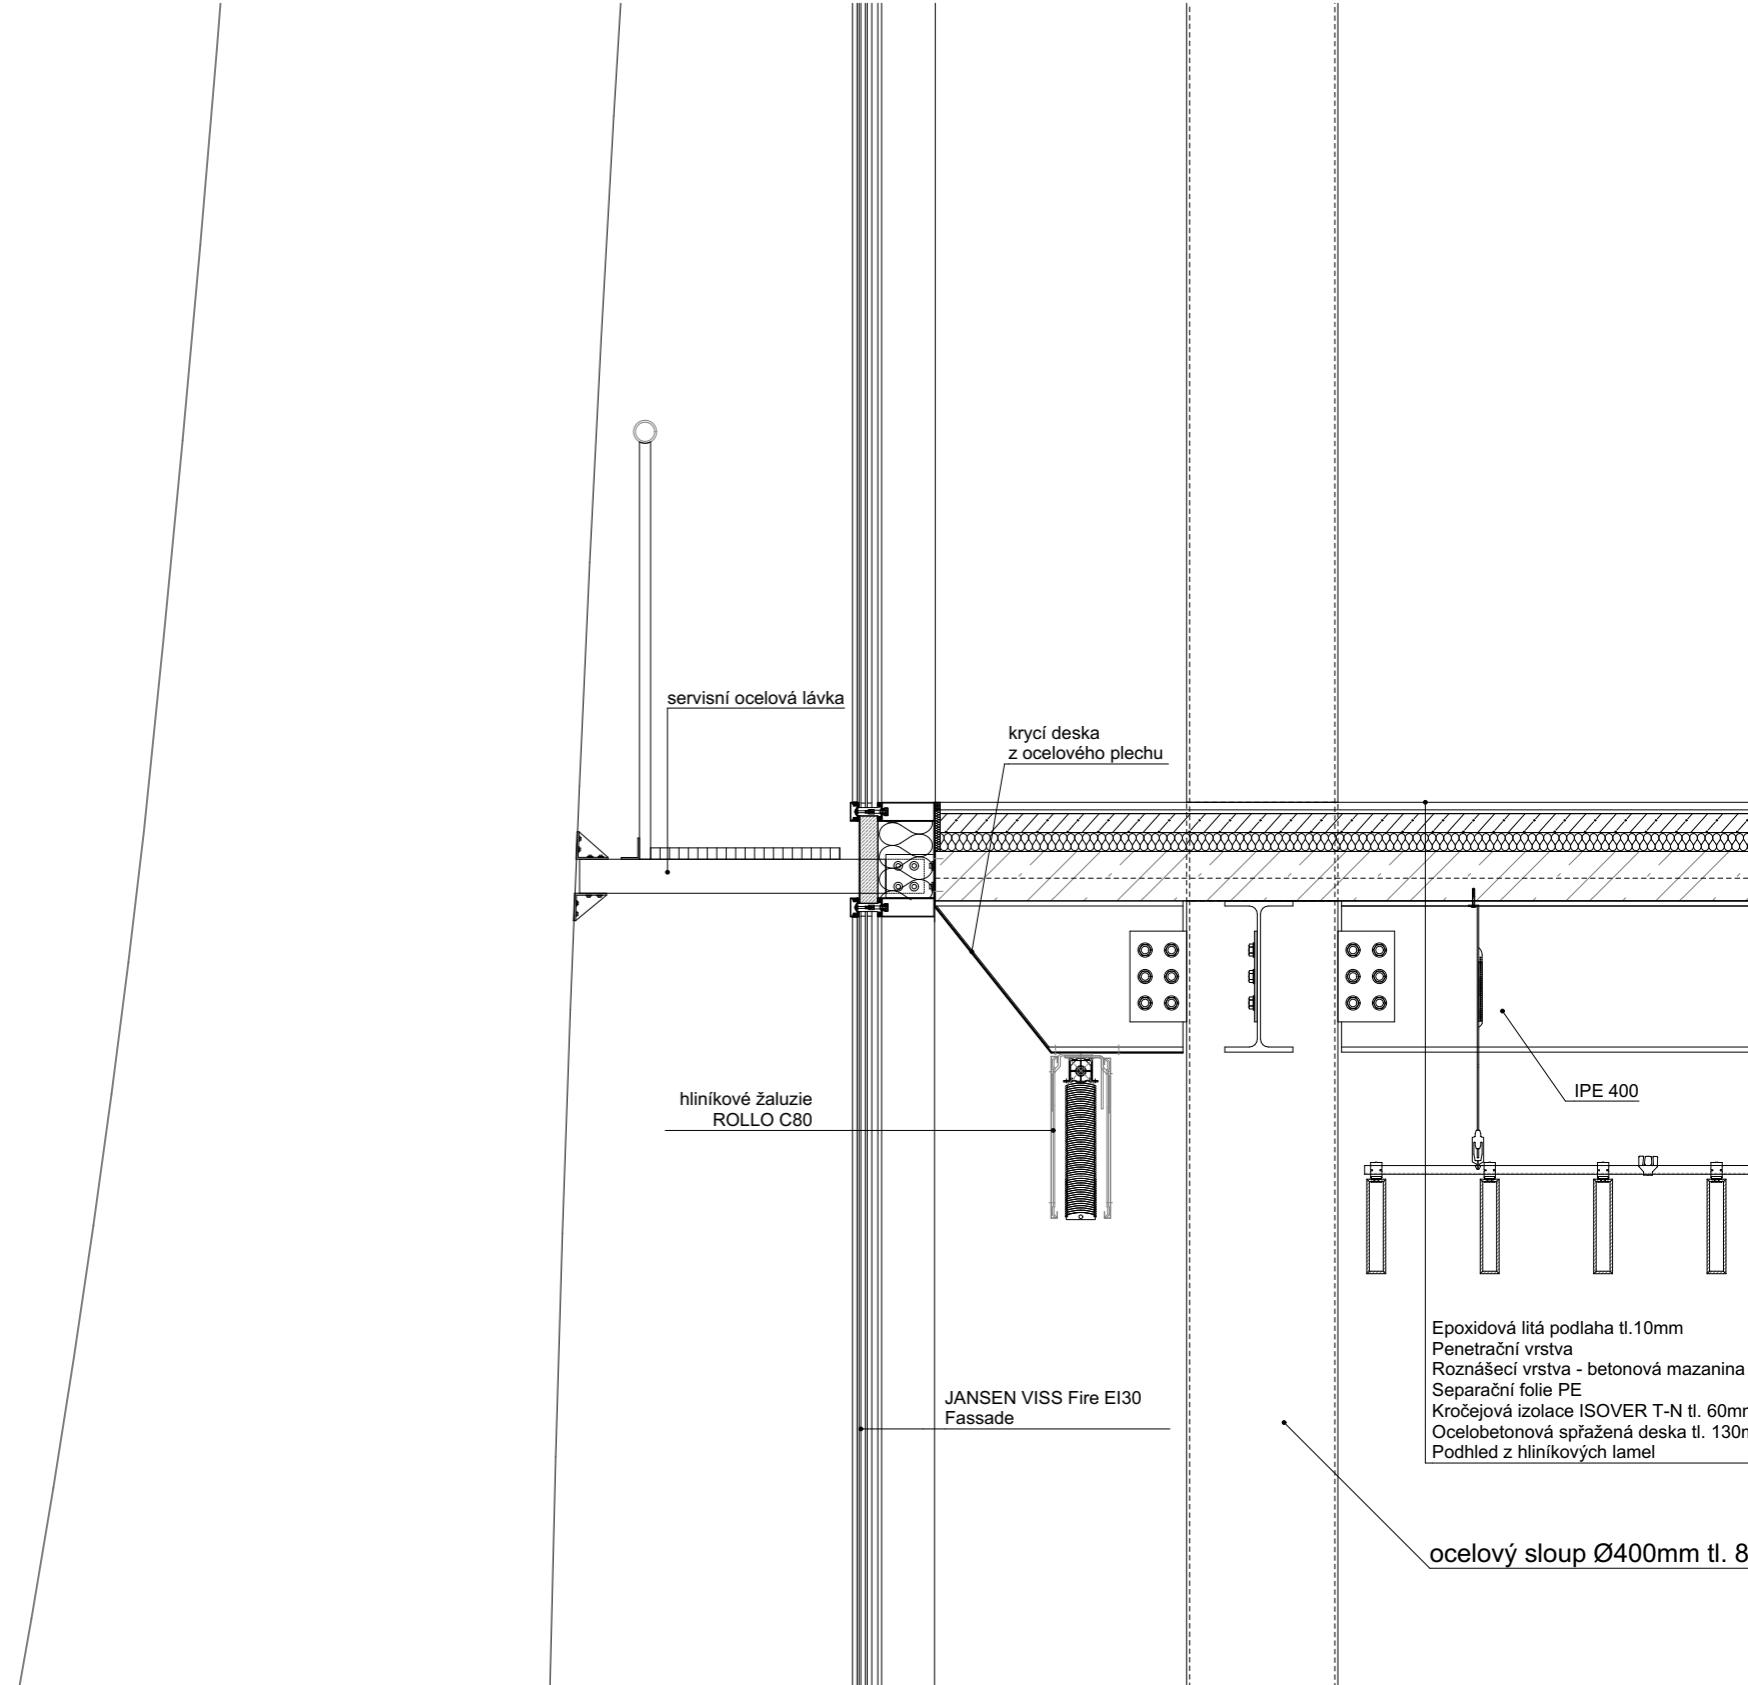 servisní ocelová lávka
krycí deska
z ocelového plechu
hliníkové žaluzie
ROLLO C80
IPE 400
Epoxidová litá podlaha tl.10mm
Penetrační vrstva
Roznášecí vrstva - betonová mazanina
Separační folie PE
Kročejová izolace ISOVER T-N tl. 60mm
Ocelobetonová spřažená deska tl. 130m
Podhled z hliníkových lamel
JANSEN VISS Fire EI30
Fassade
ocelový sloup Ø400mm tl. 8